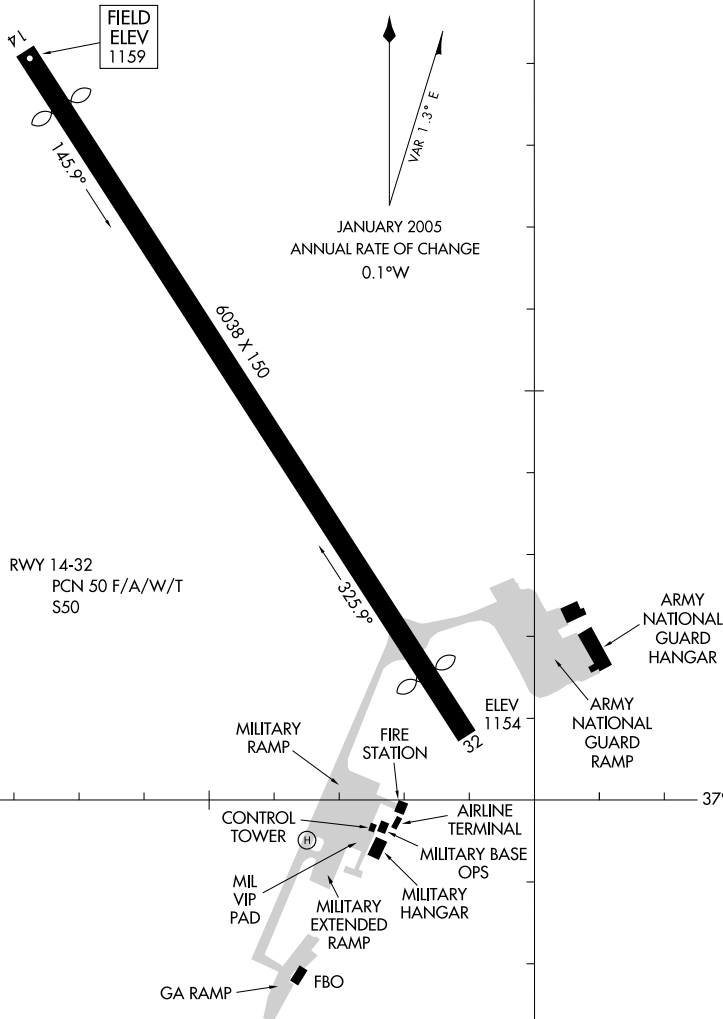 14
FIELD
ELEV
1159
145.9°
VAR 1.3° E
JANUARY 2005
ANNUAL RATE OF CHANGE
0.1°W
6038 X 150
RWY 14-32
PCN 50 F/A/W/T
S50
325.9°
ARMY
NATIONAL
GUARD
HANGAR
ELEV
1154
32
ARMY
NATIONAL
GUARD
RAMP
MILITARY
RAMP
FIRE
STATION
37°
CONTROL
TOWER
H
AIRLINE
TERMINAL
MILITARY BASE
OPS
MIL
VIP
PAD
MILITARY
HANGAR
MILITARY
EXTENDED
RAMP
GA RAMP
FBO